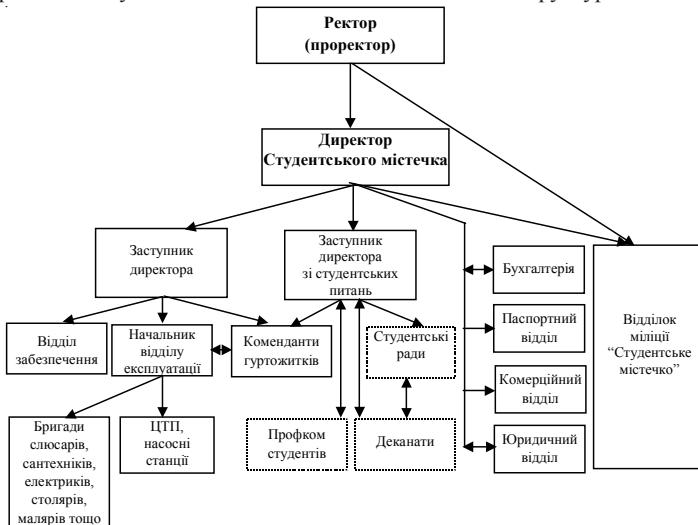 Ректор
(проректор)
Директор
Студентського містечка
Заступник
директора
Заступник
директора
зі студентських
питань
Бухгалтерія
Паспортний
відділ
Комерційний
відділ
Юридичний
відділ
Відділок
міліції
“Студентське
містечко”
Відділ
забезпечення
Начальник
відділу
експлуатації
Коменданти
гуртожитків
Студентські
ради
Бригади
слюсарів,
сантехніків,
електриків,
столярів,
малярів тощо
ЦТП,
насосні
станції
Профком
студентів
Деканати